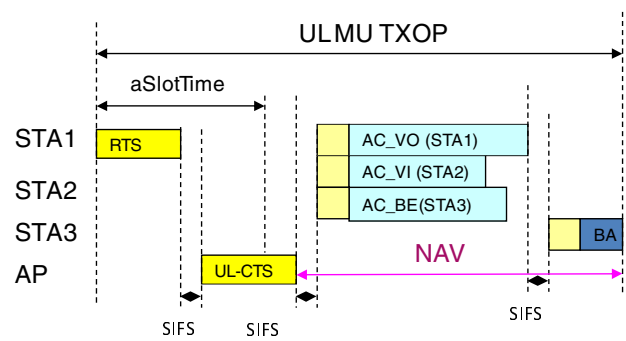 UL MU TXOP
aSlotTime
STA1
RTS
AC_VO (STA1)
AC_VI (STA2)
STA2
AC_BE(STA3)
STA3
BA
NAV
AP
UL-CTS
SIFS
SIFS
SIFS